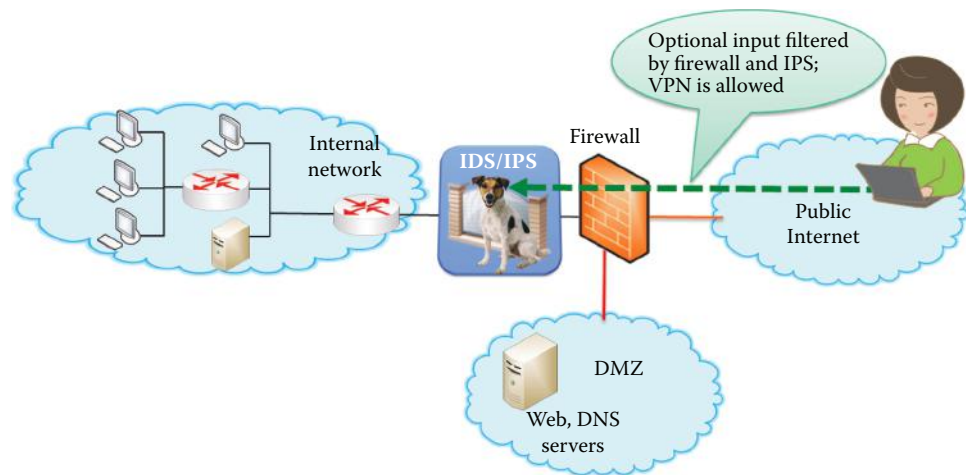 Optional input filtered
by firewall and IPS;
VPN is allowed
Internal
network
IDS/IPS
Firewall
Public
Internet
DMZ
Web, DNS
servers